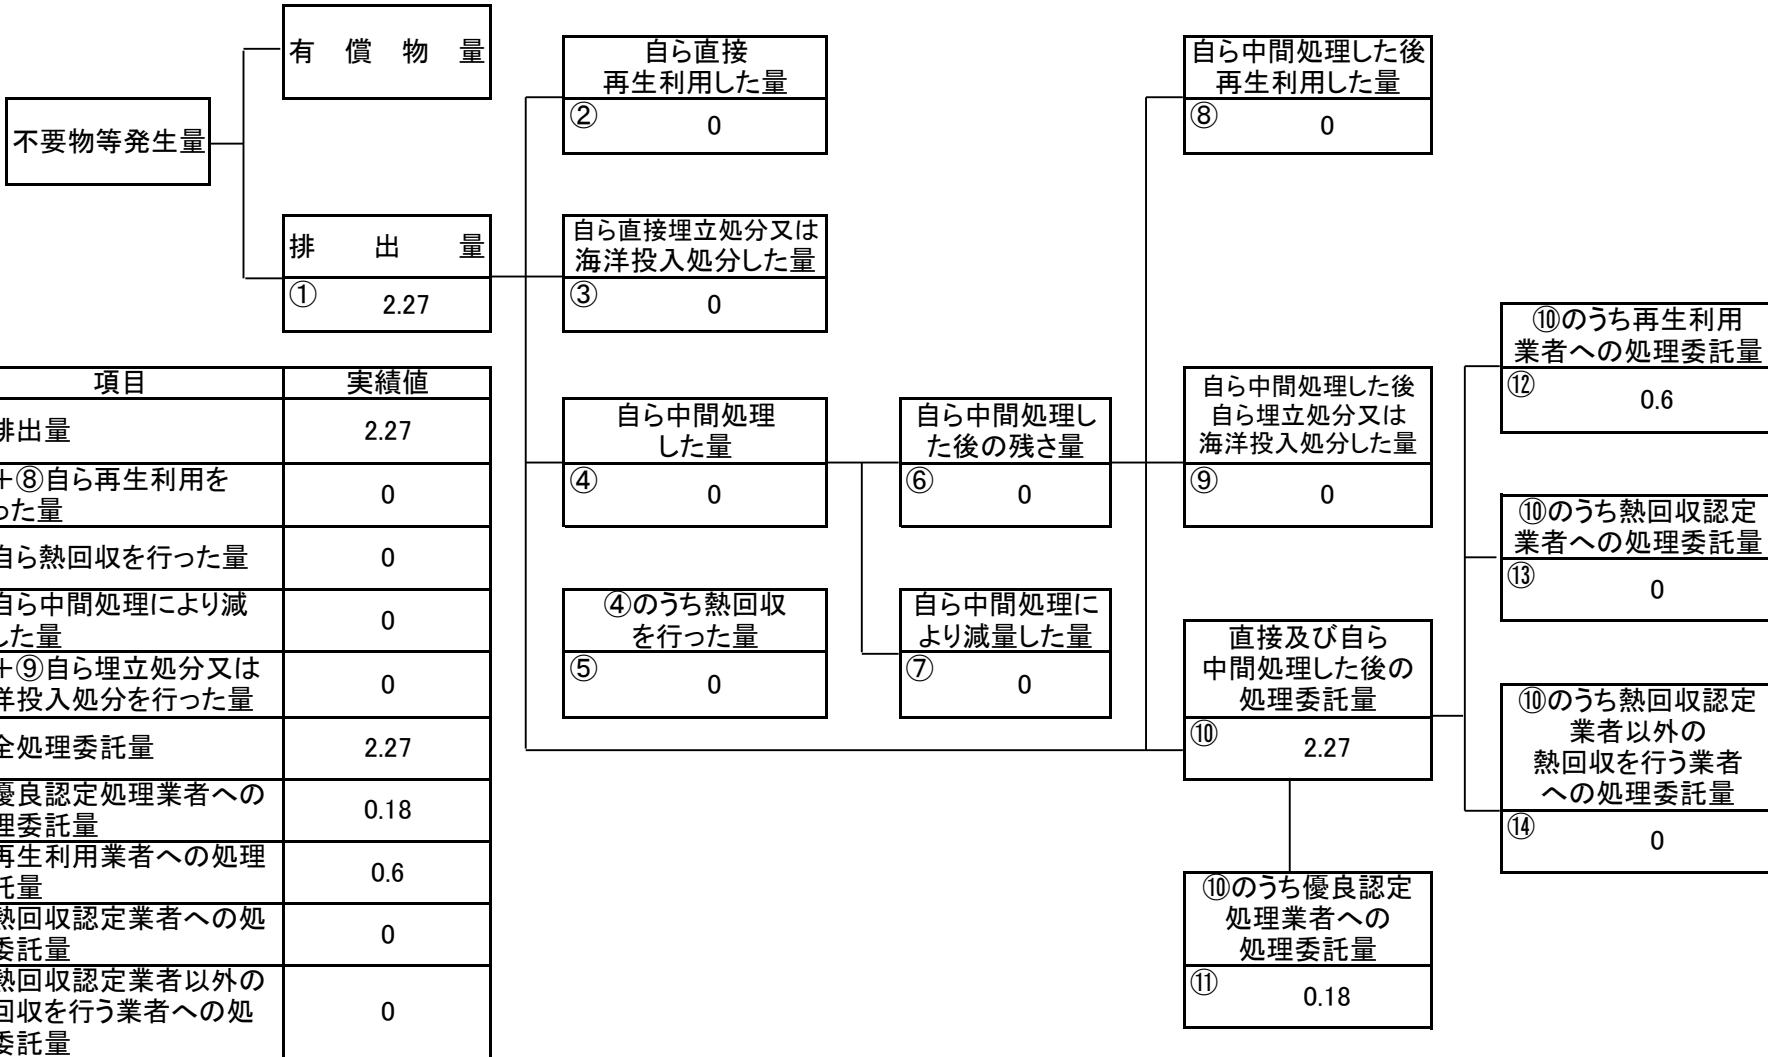 有償物量
不要物等発生量
排出量
①
2.27
自ら直接
再生利用した量
②
0
自ら直接埋立処分又は
海洋投入処分した量
③
0
自ら中間処理
した量
④
0
④のうち熱回収
を行った量
⑤
0
自ら中間処理し
た後の残さ量
⑥
0
自ら中間処理に
より減量した量
⑦
0
自ら中間処理した後
再生利用した量
⑧
0
自ら中間処理した後
自ら埋立処分又は
海洋投入処分した量
⑨
0
直接及び自ら
中間処理した後の
処理委託量
⑩
2.27
⑩のうち優良認定
処理業者への
処理委託量
⑪
0.18
⑩のうち再生利用
業者への処理委託量
⑫
0.6
⑩のうち熱回収認定
業者への処理委託量
⑬
0
⑩のうち熱回収認定
業者以外の
熱回収を行う業者
への処理委託量
⑭
0
項目 実績値
排出量 2.27
+⑧自ら再生利用を
った量 0
自ら熱回収を行った量 0
自ら中間処理により減
した量 0
+⑨自ら埋立処分又は
洋投入処分を行った量 0
全処理委託量 2.27
優良認定処理業者への
理委託量 0.18
再生利用業者への処理
託量 0.6
熱回収認定業者への処
委託量 0
熱回収認定業者以外の
回収を行う業者への処
委託量 0